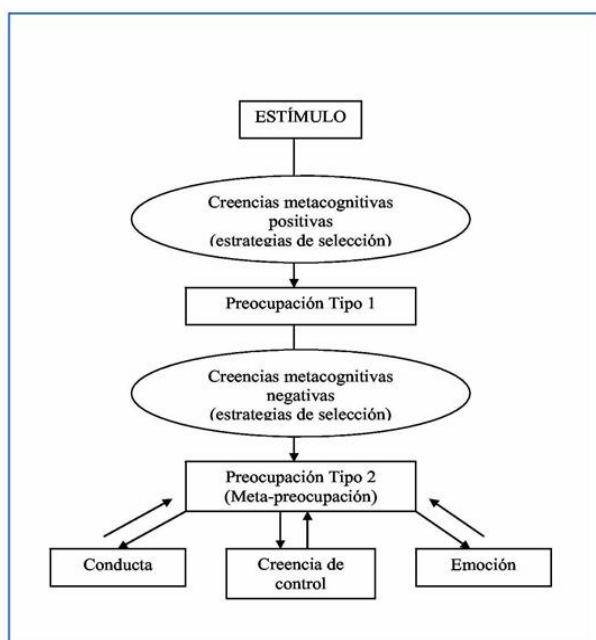 ESTÍMULO
Creencias metacognitivas
positivas
(estrategias de selección)
Preocupación Tipo 1
Creencias metacognitivas
negativas
(estrategias de selección)
Preocupación Tipo 2
(Meta-preocupación)
Conducta
Creencia de
control
Emoción